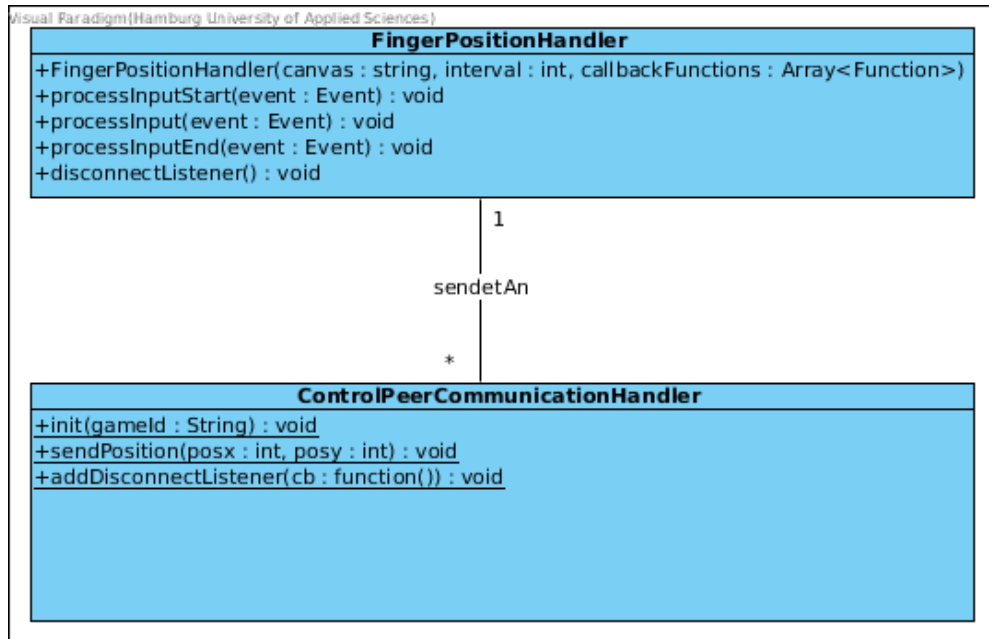 Visual Paradigm(Hamburg University of Applied Sciences)
FingerPositionHandler
+FingerPositionHandler(canvas : string, interval : int, callbackFunctions : Array<Function>)
+processInputStart(event : Event) : void
+processInput(event : Event) : void
+processInputEnd(event : Event) : void
+disconnectListener() : void
1
sendetAn
*
ControlPeerCommunicationHandler
+init(gameId : String) : void
+sendPosition(posx : int, posy : int) : void
+addDisconnectListener(cb : function()) : void